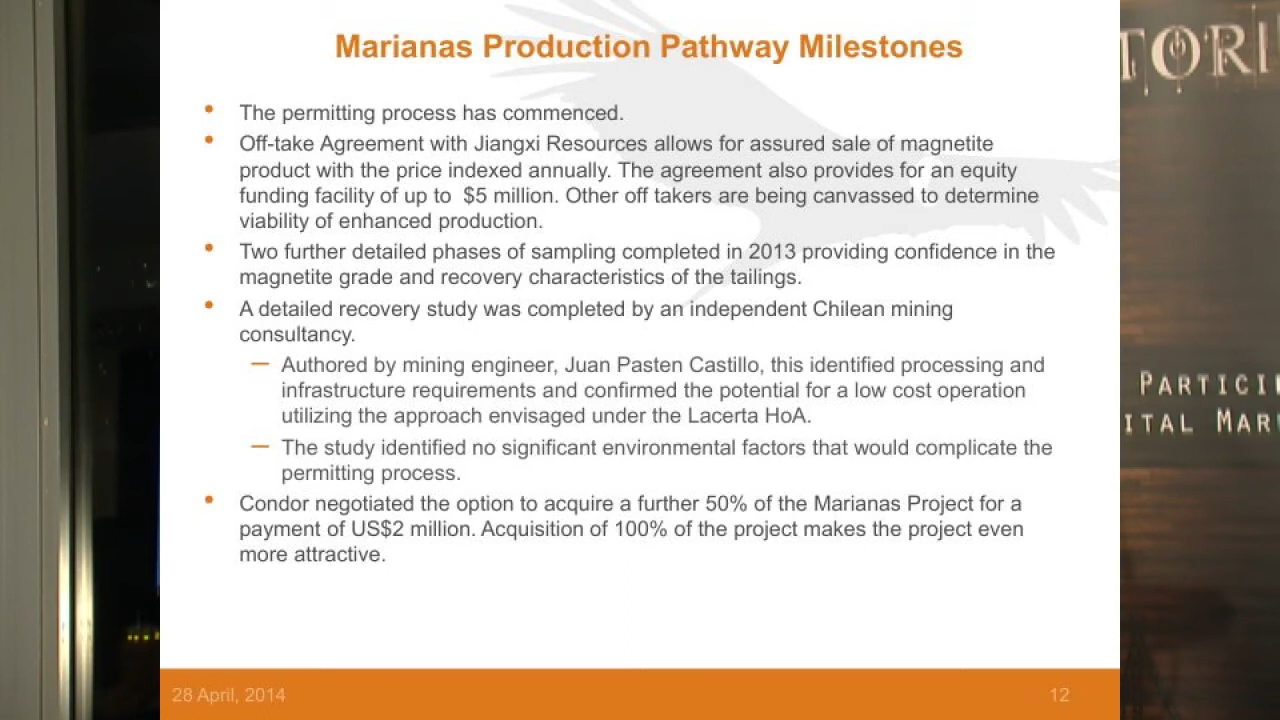 Marianas Production Pathway Milestones
• The permitting process has commenced.
• Off-take Agreement with Jiangxi Resources allows for assured sale of magnetite
product with the price indexed annually. The agreement also provides for an equity
funding facility of up to $5 million. Other off takers are being canvassed to determine
viability of enhanced production.
• Two further detailed phases of sampling completed in 2013 providing confidence in the
magnetite grade and recovery characteristics of the tailings.
• A detailed recovery study was completed by an independent Chilean mining
consultancy.
— Authored by mining engineer, Juan Pasten Castillo, this identified processing and
infrastructure requirements and confirmed the potential for a low cost operation
utilizing the approach envisaged under the Lacerta HoA.
— The study identified no significant environmental factors that would complicate the
permitting process.
• Condor negotiated the option to acquire a further 50% of the Marianas Project for a
payment of US$2 million. Acquisition of 100% of the project makes the project even
more attractive.
28 April, 2014
12
TORI
PARTICI
ITAL MAR